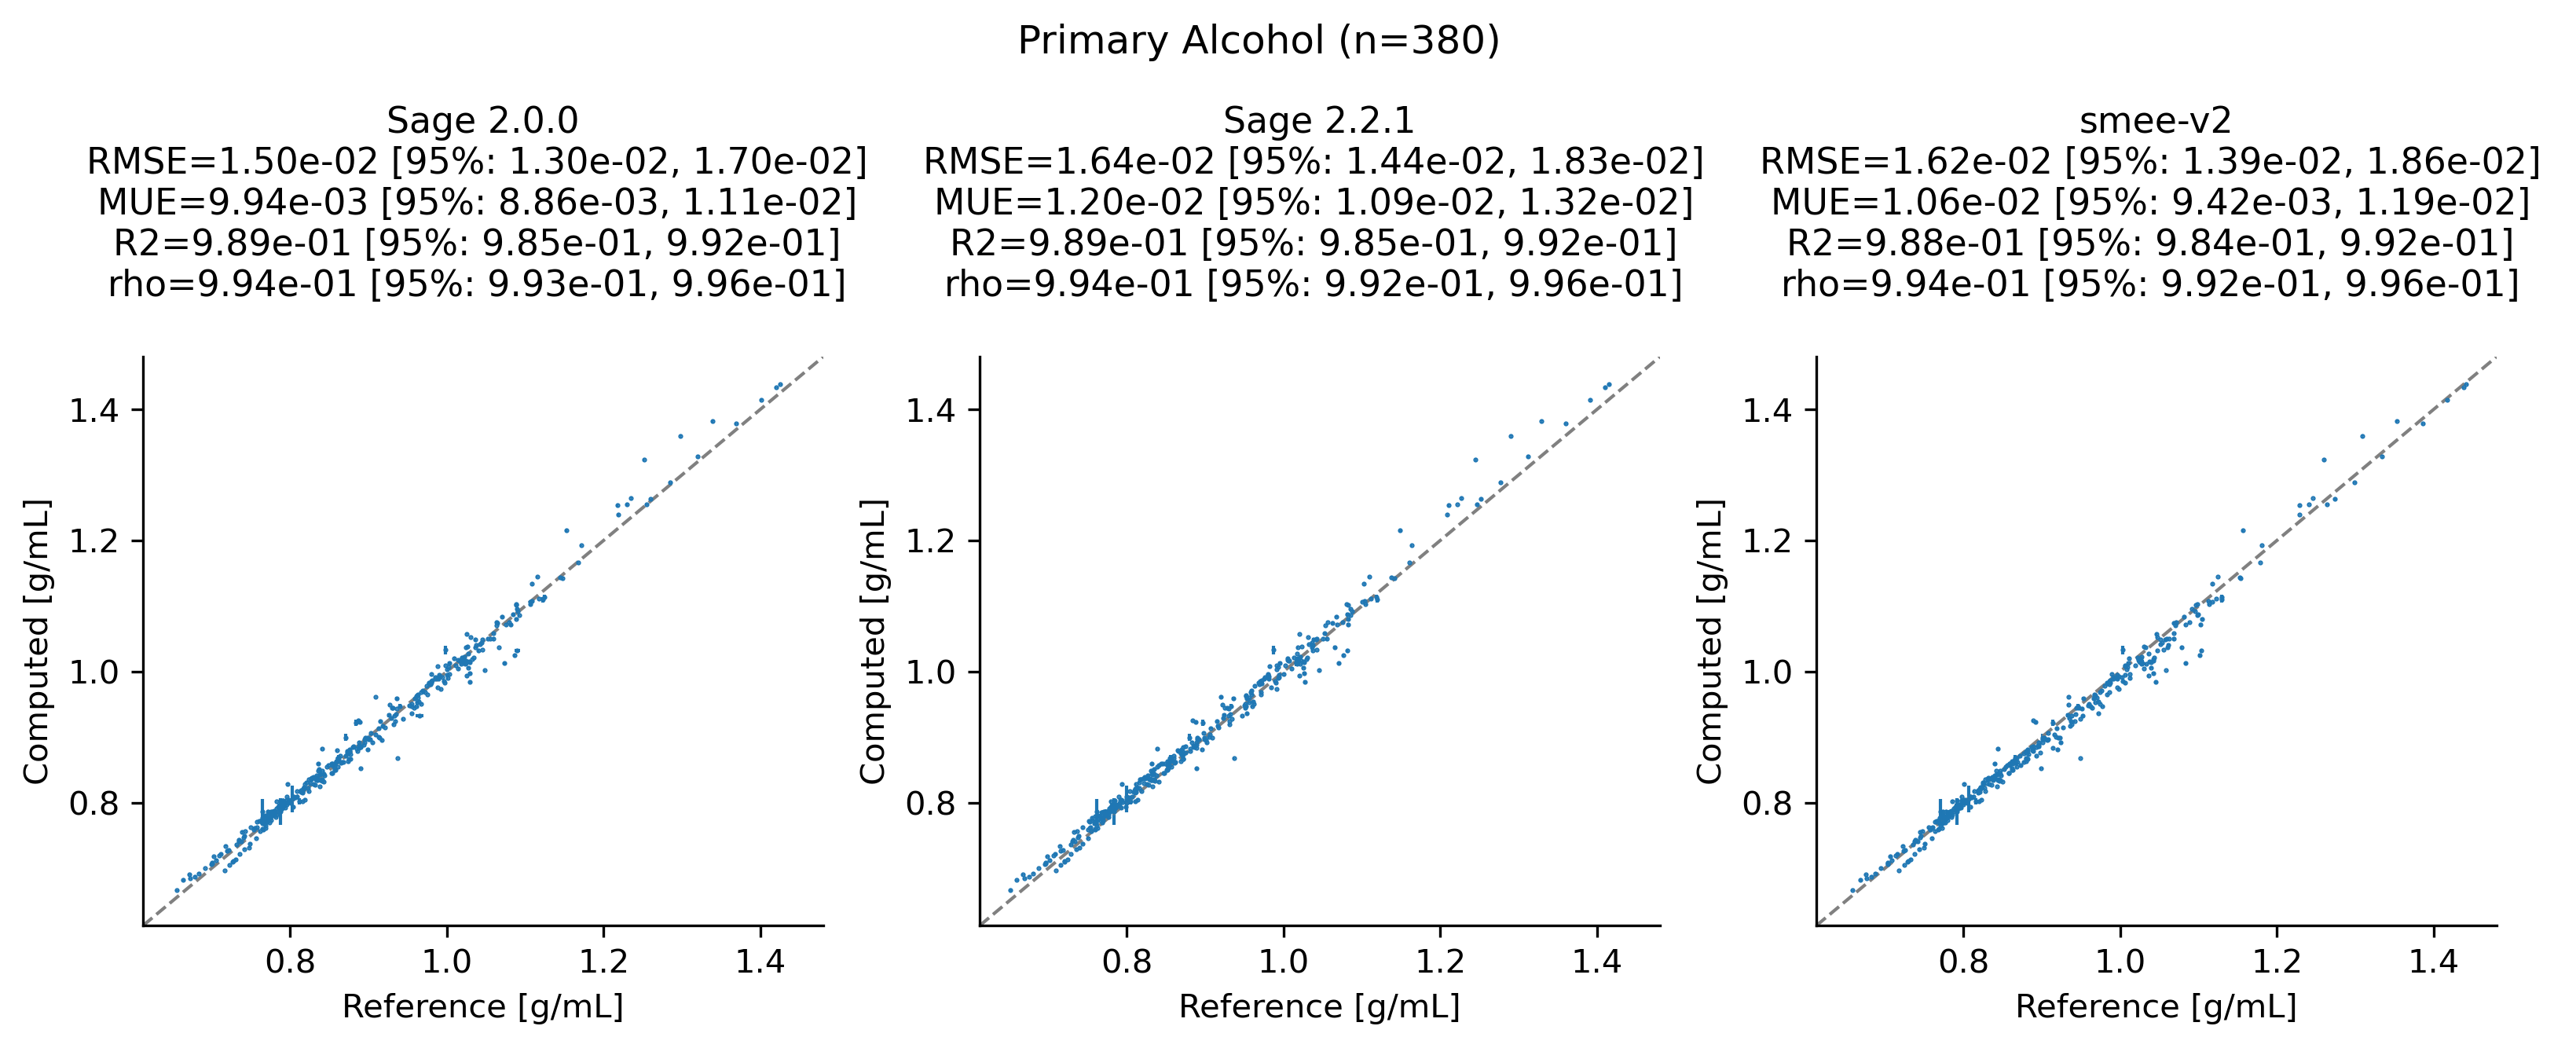 Primary Alcohol (n=380)
Sage 2.0.0
RMSE=1.50e-02 [95%: 1.30e-02, 1.70e-02]
MUE=9.94e-03 [95%: 8.86e-03, 1.11e-02]
R2=9.89e-01 [95%: 9.85e-01, 9.92e-01]
rho=9.94e-01 [95%: 9.93e-01, 9.96e-01]
1.4
1.2
1.0
0.8
Computed [g/mL]
0.8 1.0 1.2 1.4
Reference [g/mL]
Sage 2.2.1
RMSE=1.64e-02 [95%: 1.44e-02, 1.83e-02]
MUE=1.20e-02 [95%: 1.09e-02, 1.32e-02]
R2=9.89e-01 [95%: 9.85e-01, 9.92e-01]
rho=9.94e-01 [95%: 9.92e-01, 9.96e-01]
1.4
1.2
1.0
0.8
Computed [g/mL]
0.8 1.0 1.2 1.4
Reference [g/mL]
smee-v2
RMSE=1.62e-02 [95%: 1.39e-02, 1.86e-02]
MUE=1.06e-02 [95%: 9.42e-03, 1.19e-02]
R2=9.88e-01 [95%: 9.84e-01, 9.92e-01]
rho=9.94e-01 [95%: 9.92e-01, 9.96e-01]
1.4
1.2
1.0
0.8
Computed [g/mL]
0.8 1.0 1.2 1.4
Reference [g/mL]